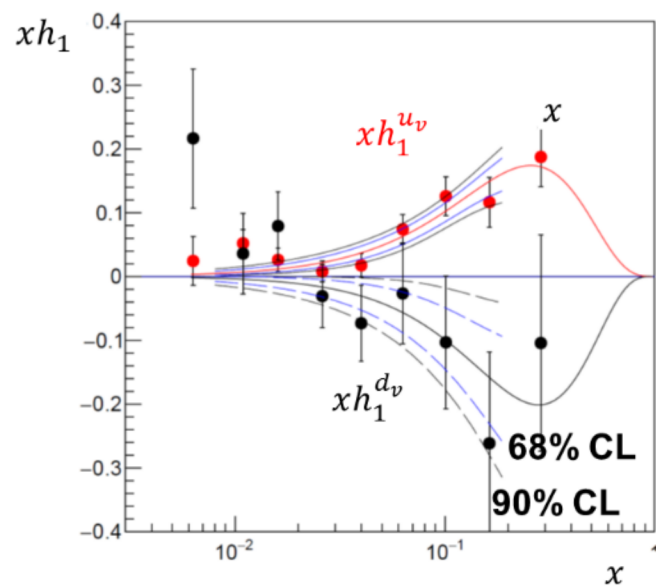 xh₁
0.4
0.3
0.2
0.1
0
−0.1
−0.2
−0.3
−0.4
xh₁ᵘᵛ
x
xh₁ᵈᵛ
68% CL
90% CL
10⁻²
10⁻¹
1
x